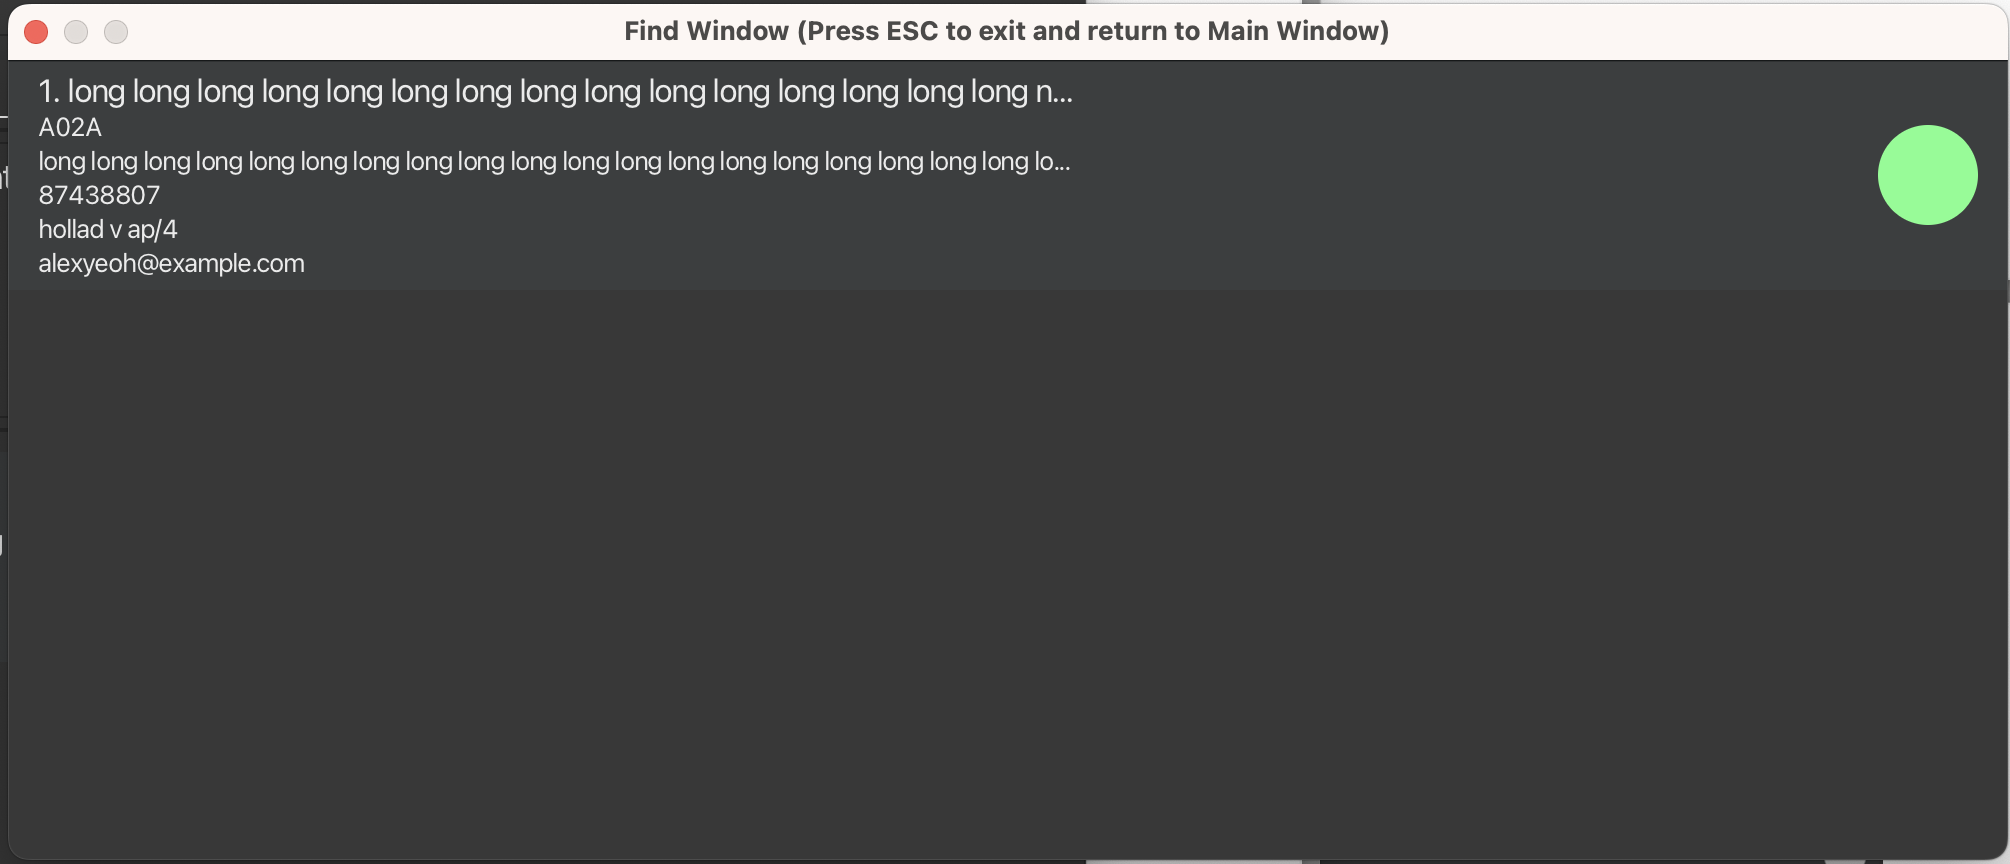 Find Window (Press ESC to exit and return to Main Window)
1. long long long long long long long long long long long long long long long n...
A02A
long long long long long long long long long long long long long long long long long long long lo...
87438807
hollad v ap/4
alexyeoh@example.com